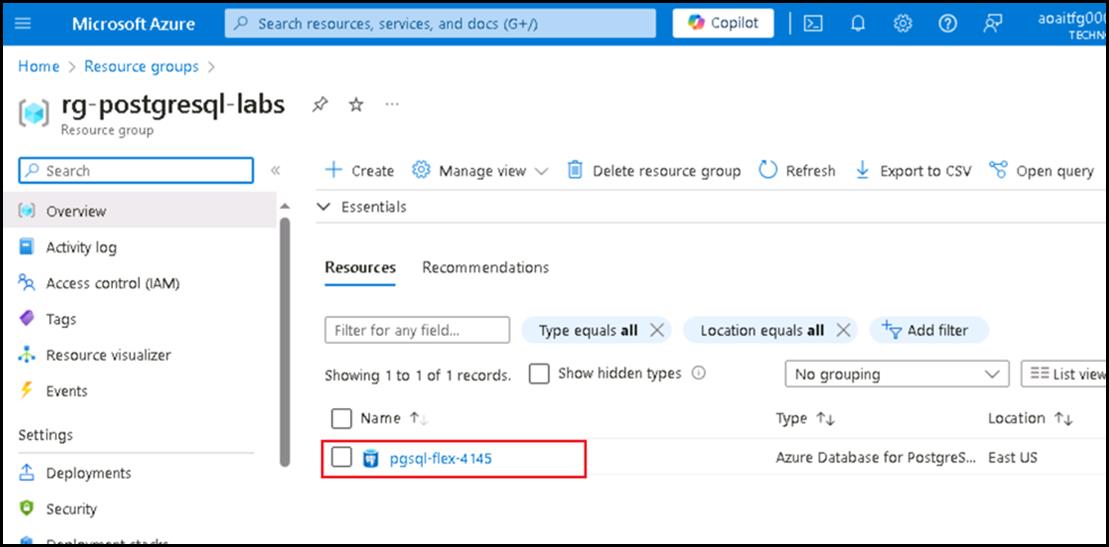 Microsoft Azure
Search resources, services, and docs (G+/)
Copilot
aoaitfg00
TECHN
Home > Resource groups >
rg-postgresql-labs
Resource group
Search
Overview
Activity log
Access control (IAM)
Tags
Resource visualizer
Events
Settings
Deployments
Security
Deployment stacks
Create
Manage view
Delete resource group
Refresh
Export to CSV
Open query
Essentials
Resources
Recommendations
Filter for any field...
Type equals all
Location equals all
Add filter
Showing 1 to 1 of 1 records.
Show hidden types
No grouping
List view
Name
Type
Location
pgsql-flex-4145
Azure Database for PostgreS...
East US